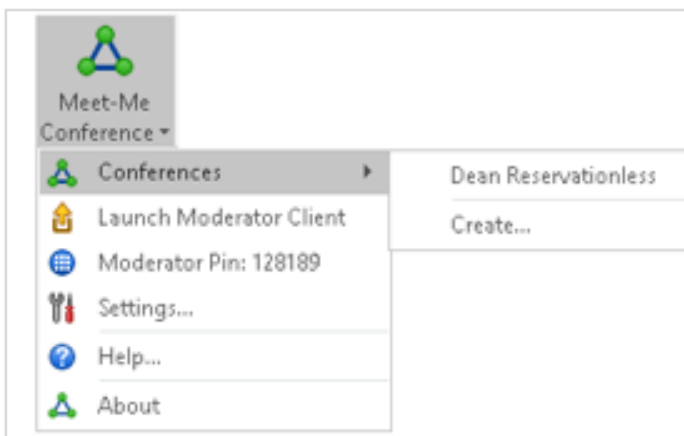 Meet-Me
Conference
Conferences
Dean Reservationless
Launch Moderator Client
Create...
Moderator Pin: 128189
Settings...
Help...
About